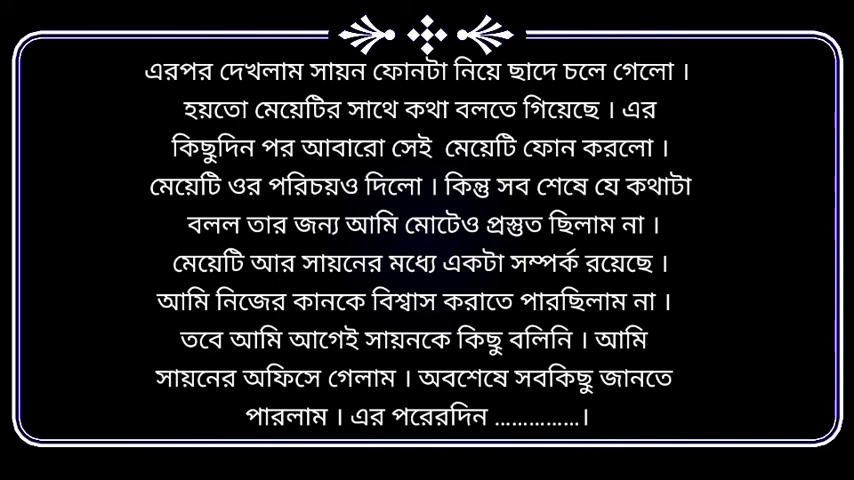 এরপর দেখলাম সায়ন ফোনটা নিয়ে ছাদে চলে গেলো ।
হয়তো মেয়েটির সাথে কথা বলতে গিয়েছে । এর
কিছুদিন পর আবারো সেই মেয়েটি ফোন করলো ।
মেয়েটি ওর পরিচয়ও দিলো । কিন্তু সব শেষে যে কথাটা
বলল তার জন্য আমি মোটেও প্রস্তুত ছিলাম না ।
মেয়েটি আর সায়নের মধ্যে একটা সম্পর্ক রয়েছে ।
আমি নিজের কানকে বিশ্বাস করাতে পারছিলাম না ।
তবে আমি আগেই সায়নকে কিছু বলিনি । আমি
সায়নের অফিসে গেলাম । অবশেষে সবকিছু জানতে
পারলাম । এর পরেরদিন ...............।